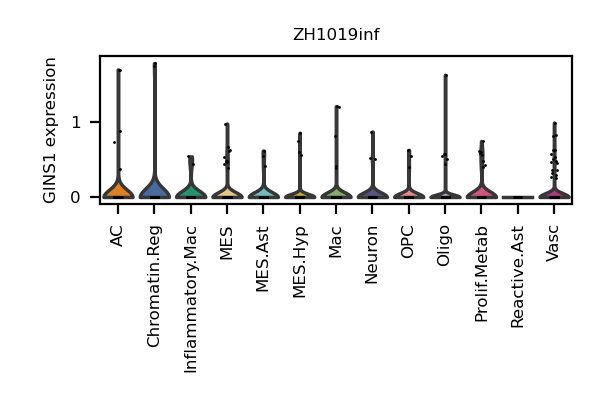 ZH1019inf
GINS1 expression
1
0
AC
Chromatin.Reg
Inflammatory.Mac
MES
MES.Ast
MES.Hyp
Mac
Neuron
OPC
Oligo
Prolif.Metab
Reactive.Ast
Vasc